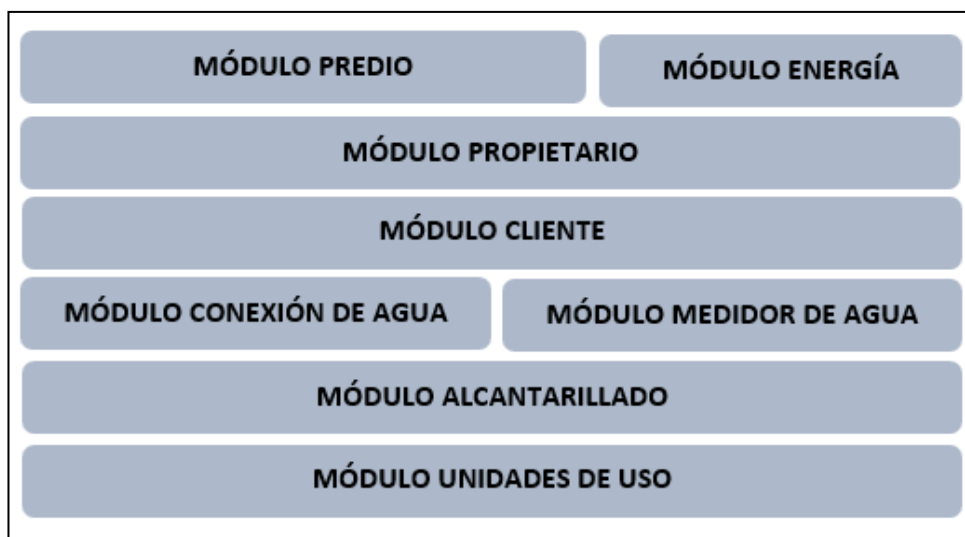 MÓDULO PREDIO
MÓDULO ENERGÍA
MÓDULO PROPIETARIO
MÓDULO CLIENTE
MÓDULO CONEXIÓN DE AGUA
MÓDULO MEDIDOR DE AGUA
MÓDULO ALCANTARILLADO
MÓDULO UNIDADES DE USO